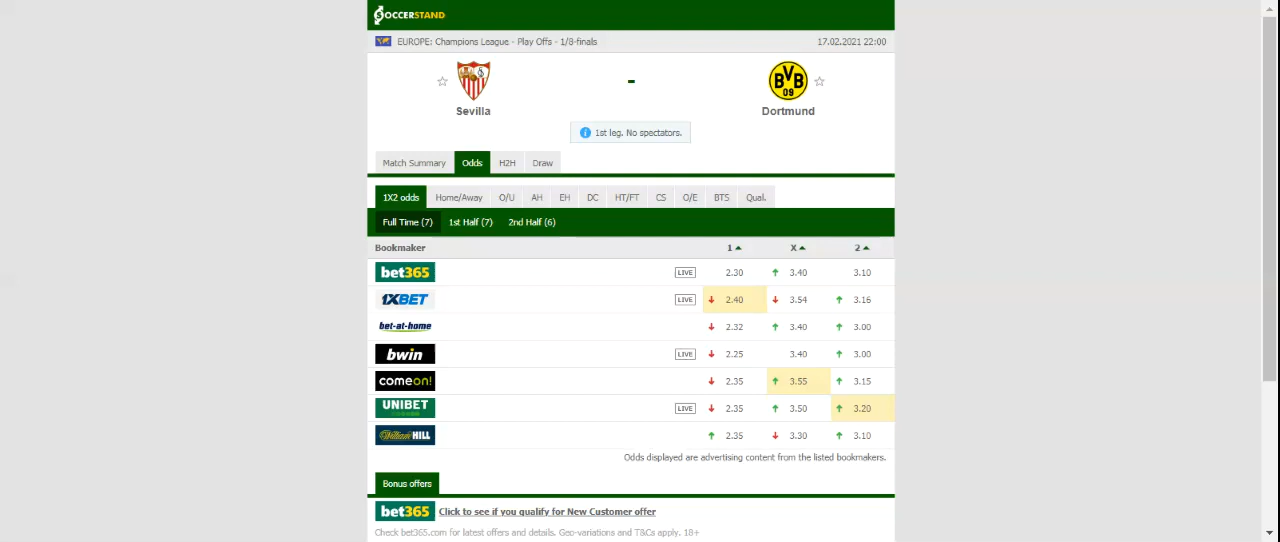 SOCCERSTAND
EUROPE: Champions League - Play Offs - 1/8-finals 17.02.2021 22:00
Sevilla - Dortmund
BVB 09
1st leg. No spectators.
Match Summary Odds H2H Draw
1X2 odds Home/Away O/U AH EH DC HT/FT CS O/E BTS Qual.
Full Time (7) 1st Half (7) 2nd Half (6)
Bookmaker 1 X 2
bet365 LIVE 2.30 3.40 3.10
1XBET LIVE 2.40 3.54 3.16
bet-at-home 2.32 3.40 3.00
bwin LIVE 2.25 3.40 3.00
comeon! 2.35 3.55 3.15
UNIBET LIVE 2.35 3.50 3.20
William HILL 2.35 3.30 3.10
Odds displayed are advertising content from the listed bookmakers.
Bonus offers
bet365 Click to see if you qualify for New Customer offer
Check bet365.com for latest offers and details. Geo-variations and T&Cs apply. 18+